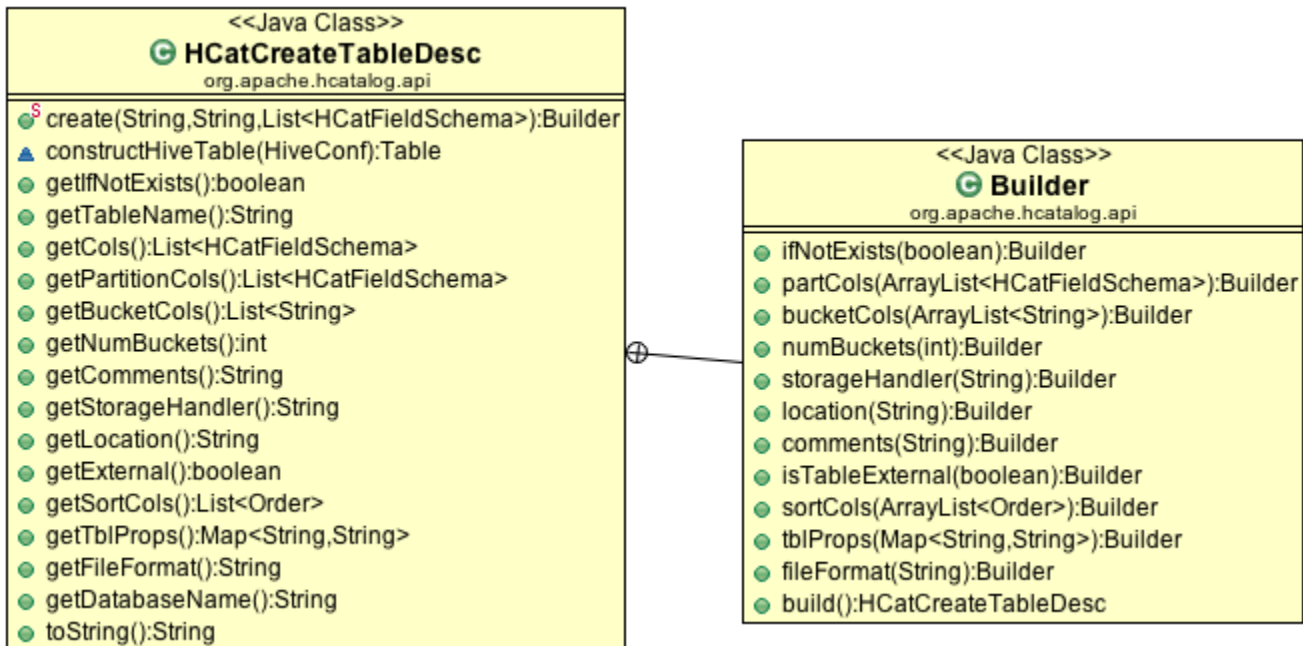 <<Java Class>>
C HCatCreateTableDesc
org.apache.hcatalog.api
S create(String,String,List<HCatFieldSchema>):Builder
constructHiveTable(HiveConf):Table
getIfNotExists():boolean
getTableName():String
getCols():List<HCatFieldSchema>
getPartitionCols():List<HCatFieldSchema>
getBucketCols():List<String>
getNumBuckets():int
getComments():String
getStorageHandler():String
getLocation():String
getExternal():boolean
getSortCols():List<Order>
getTblProps():Map<String,String>
getFileFormat():String
getDatabaseName():String
toString():String
<<Java Class>>
C Builder
org.apache.hcatalog.api
ifNotExists(boolean):Builder
partCols(ArrayList<HCatFieldSchema>):Builder
bucketCols(ArrayList<String>):Builder
numBuckets(int):Builder
storageHandler(String):Builder
location(String):Builder
comments(String):Builder
isTableExternal(boolean):Builder
sortCols(ArrayList<Order>):Builder
tblProps(Map<String,String>):Builder
fileFormat(String):Builder
build():HCatCreateTableDesc